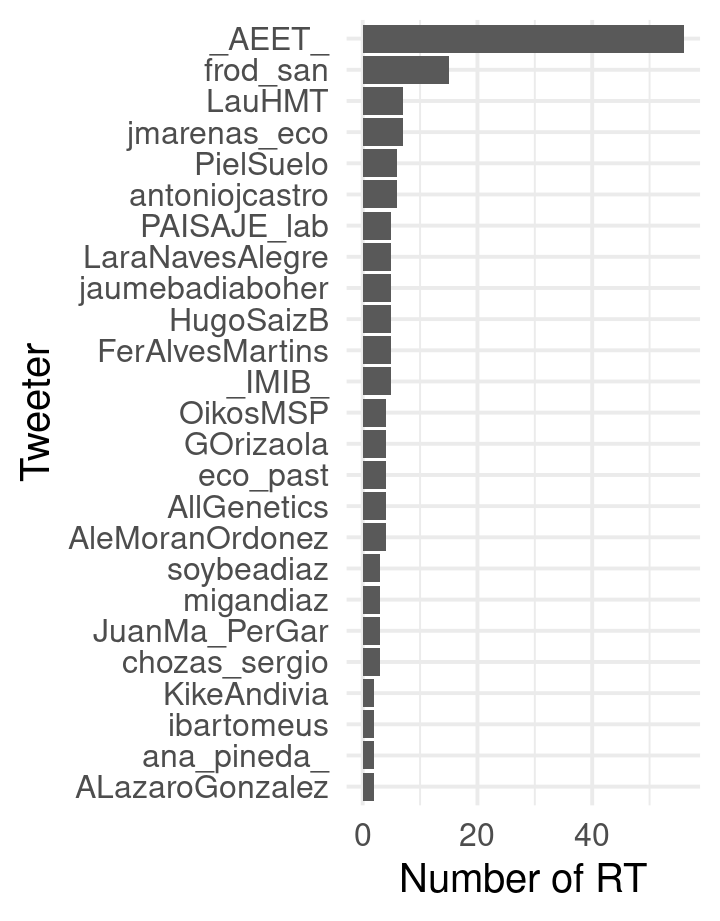 _AEET_
frod_san
LauHMT
jmarenas_eco
PielSuelo
antoniojcastro
PAISAJE_lab
LaraNavesAlegre
jaumebadiaboher
HugoSaizB
FerAlvesMartins
_IMIB_
OikosMSP
GOrizaola
eco_past
AllGenetics
AleMoranOrdonez
soybeadiaz
migandiaz
JuanMa_PerGar
chozas_sergio
KikeAndivia
ibartomeus
ana_pineda_
ALazaroGonzalez
Tweeter
0 20 40
Number of RT